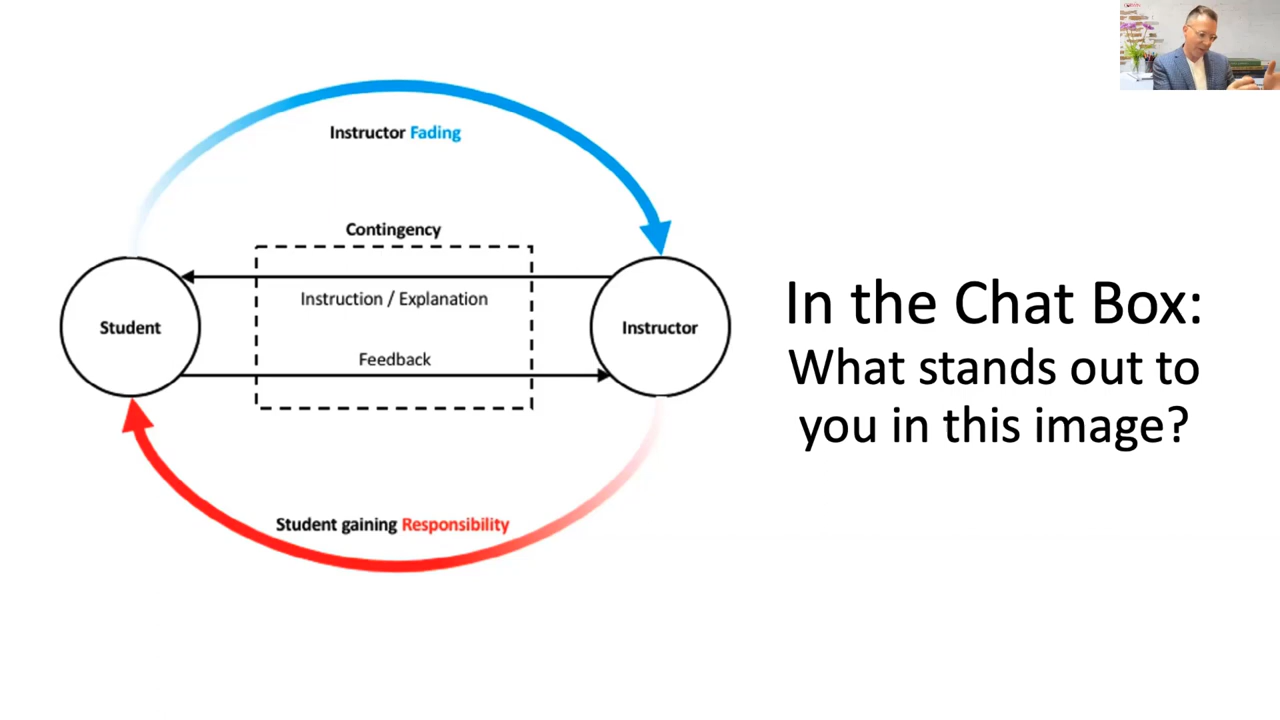 Instructor Fading
Contingency
Instruction / Explanation
Student
Instructor
Feedback
Student gaining Responsibility
In the Chat Box:
What stands out to
you in this image?